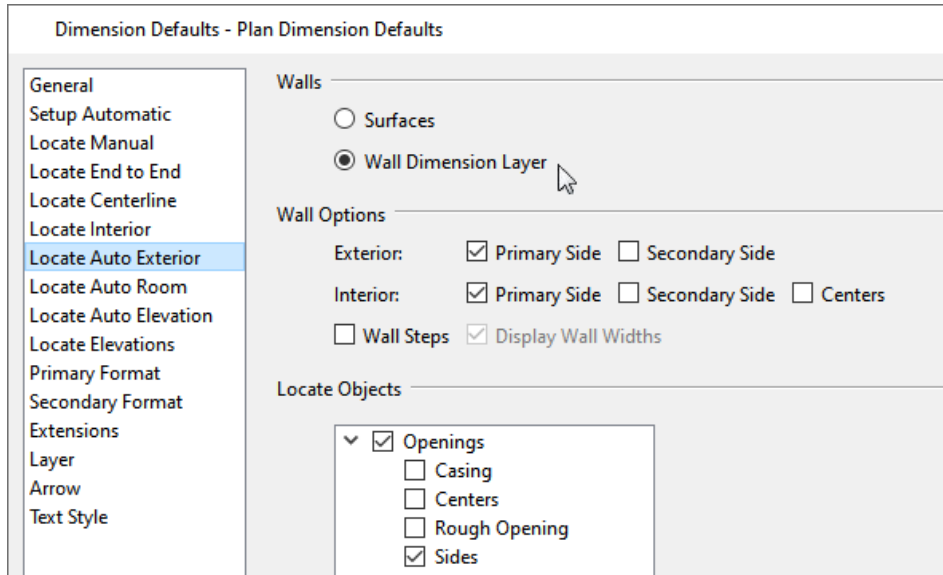 Dimension Defaults - Plan Dimension Defaults
General
Setup Automatic
Locate Manual
Locate End to End
Locate Centerline
Locate Interior
Locate Auto Exterior
Locate Auto Room
Locate Auto Elevation
Locate Elevations
Primary Format
Secondary Format
Extensions
Layer
Arrow
Text Style
Walls
Surfaces
Wall Dimension Layer
Wall Options
Exterior: Primary Side Secondary Side
Interior: Primary Side Secondary Side Centers
Wall Steps Display Wall Widths
Locate Objects
Openings
Casing
Centers
Rough Opening
Sides